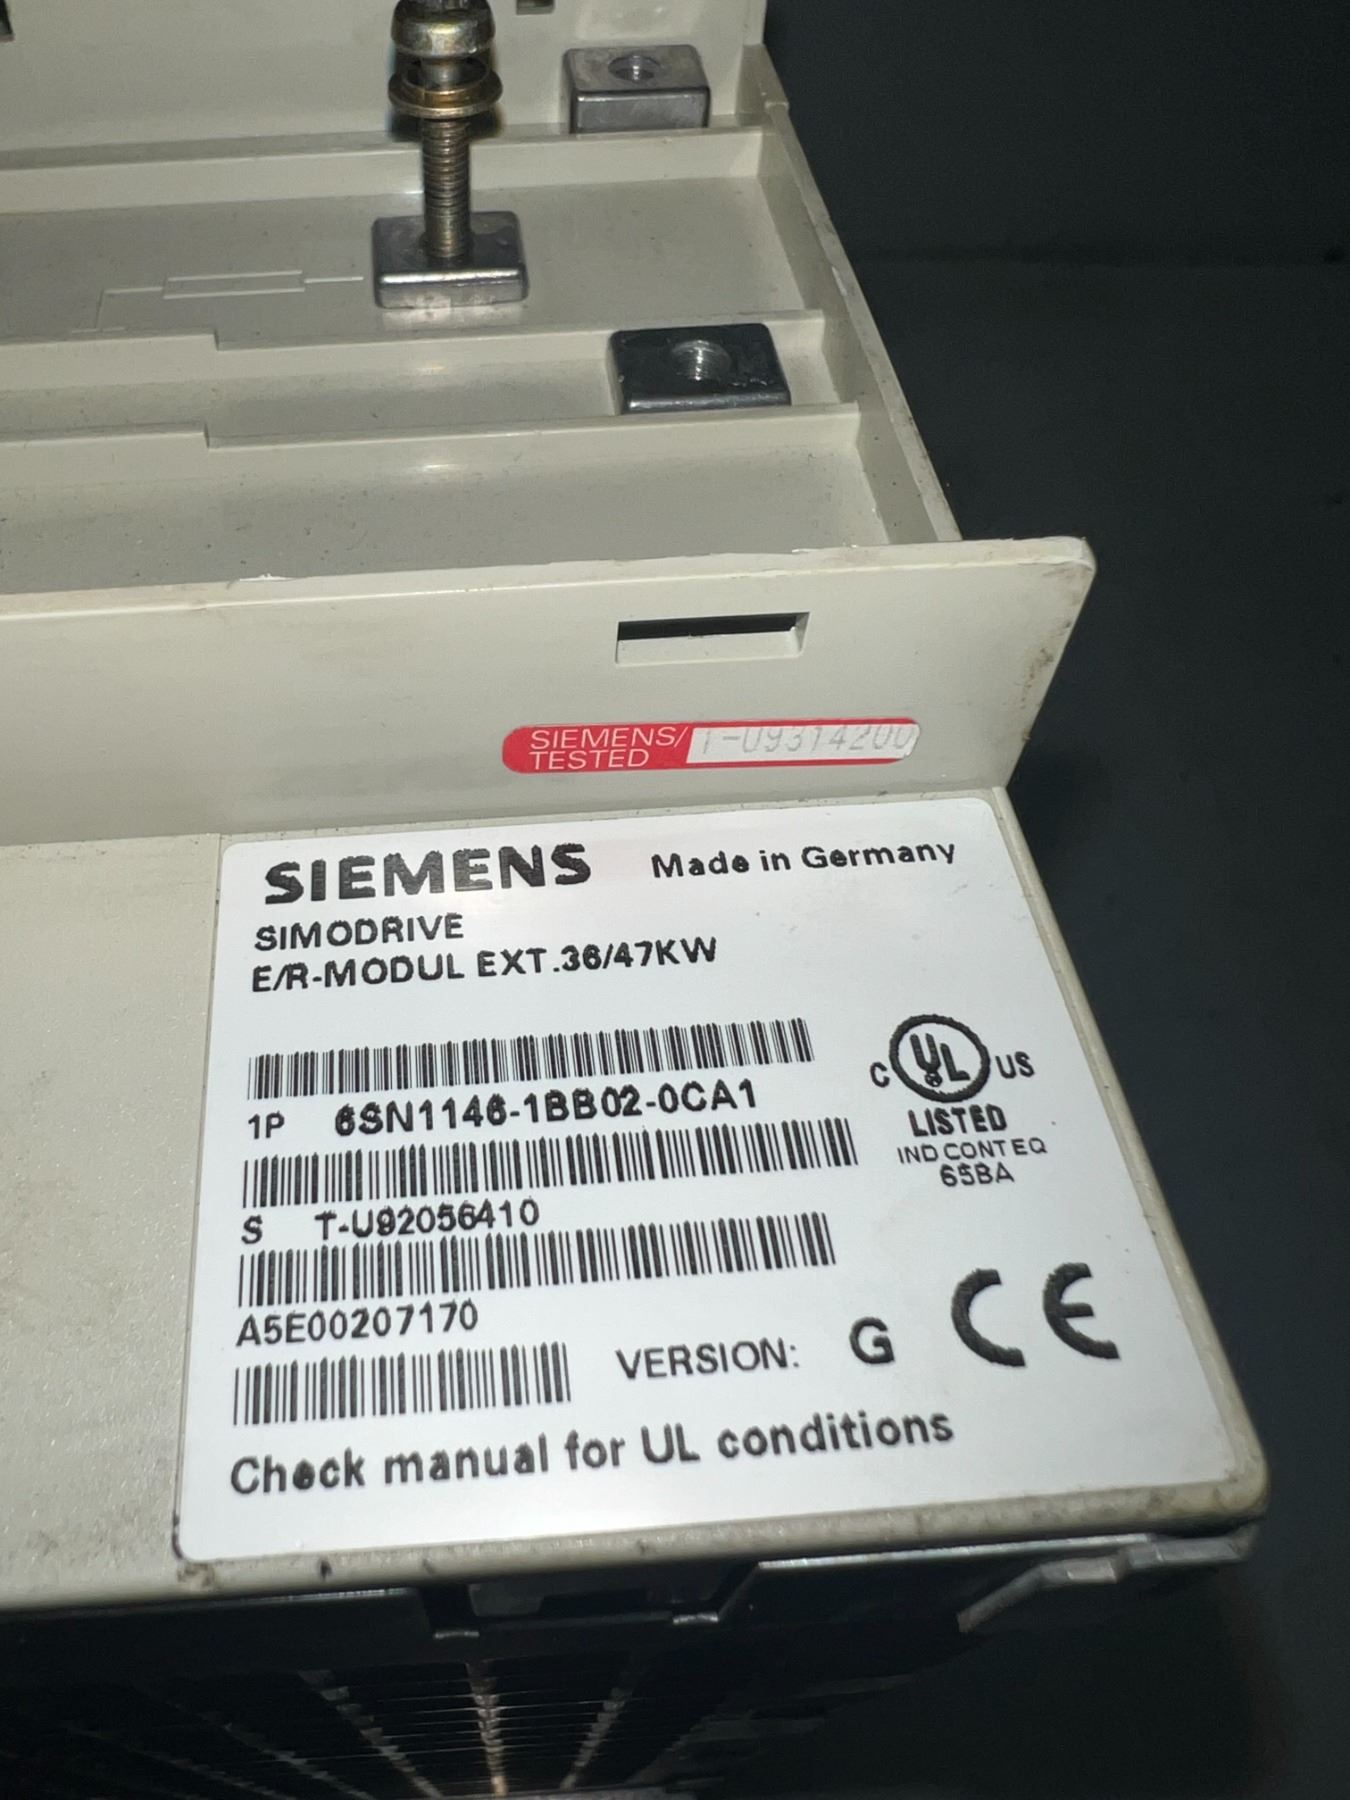 SIEMENS/ T-U9314200
TESTED
SIEMENS Made in Germany
SIMODRIVE
E/R-MODUL EXT.36/47KW
1P 6SN1146-1BB02-0CA1
S T-U92056410
A5E00207170
VERSION: G CE
Check manual for UL conditions
C UL US
LISTED
IND CONT EQ
65BA